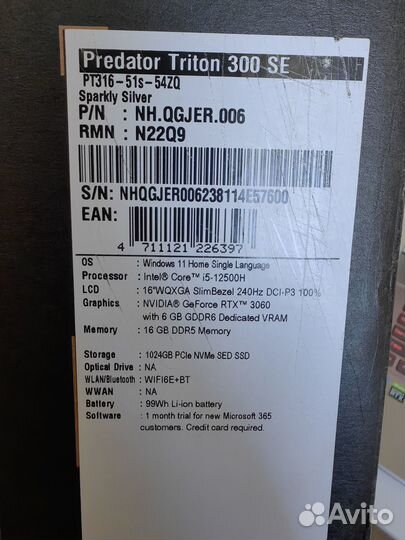 Predator Triton 300 SE
PT316-51s-54ZQ
Sparkly Silver
P/N : NH.QGJER.006
RMN : N22Q9
S/N: NHQGJER006238114E57600
EAN:
4 711121 226397
OS : Windows 11 Home Single Language
Processor : Intel® Core™ i5-12500H
LCD : 16"WQXGA SlimBezel 240Hz DCI-P3 100%
Graphics : NVIDIA® GeForce RTX™ 3060
with 6 GB GDDR6 Dedicated VRAM
Memory : 16 GB DDR5 Memory
Storage : 1024GB PCIe NVMe SED SSD
Optical Drive : NA
WLAN/Bluetooth : WIFI6E+BT
WWAN : NA
Battery : 99Wh Li-ion battery
Software : 1 month trial for new Microsoft 365
customers. Credit card required.
RTX
Avito